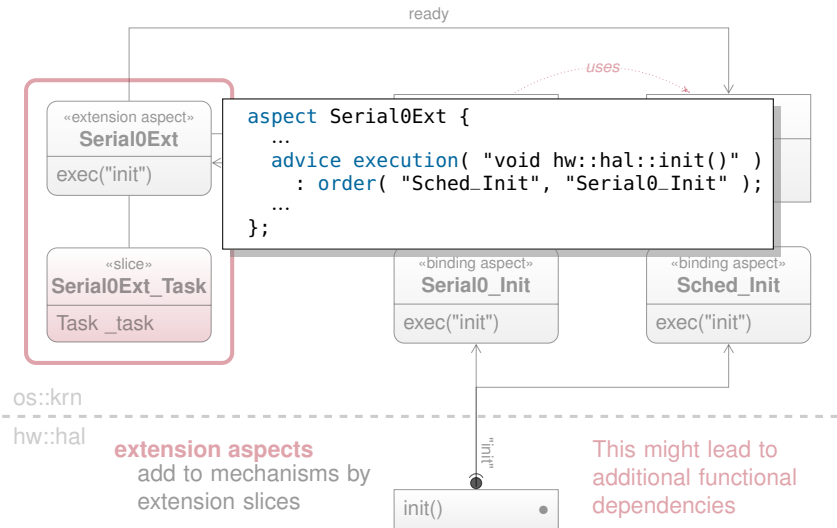 ready
uses
«extension aspect»
Serial0Ext
exec("init")
aspect Serial0Ext {
...
advice execution( "void hw::hal::init()" )
: order( "Sched_Init", "Serial0_Init" );
...
};
«slice»
Serial0Ext_Task
Task _task
«binding aspect»
Serial0_Init
exec("init")
«binding aspect»
Sched_Init
exec("init")
os::krn
hw::hal
extension aspects
add to mechanisms by
extension slices
"init"
init()
This might lead to
additional functional
dependencies